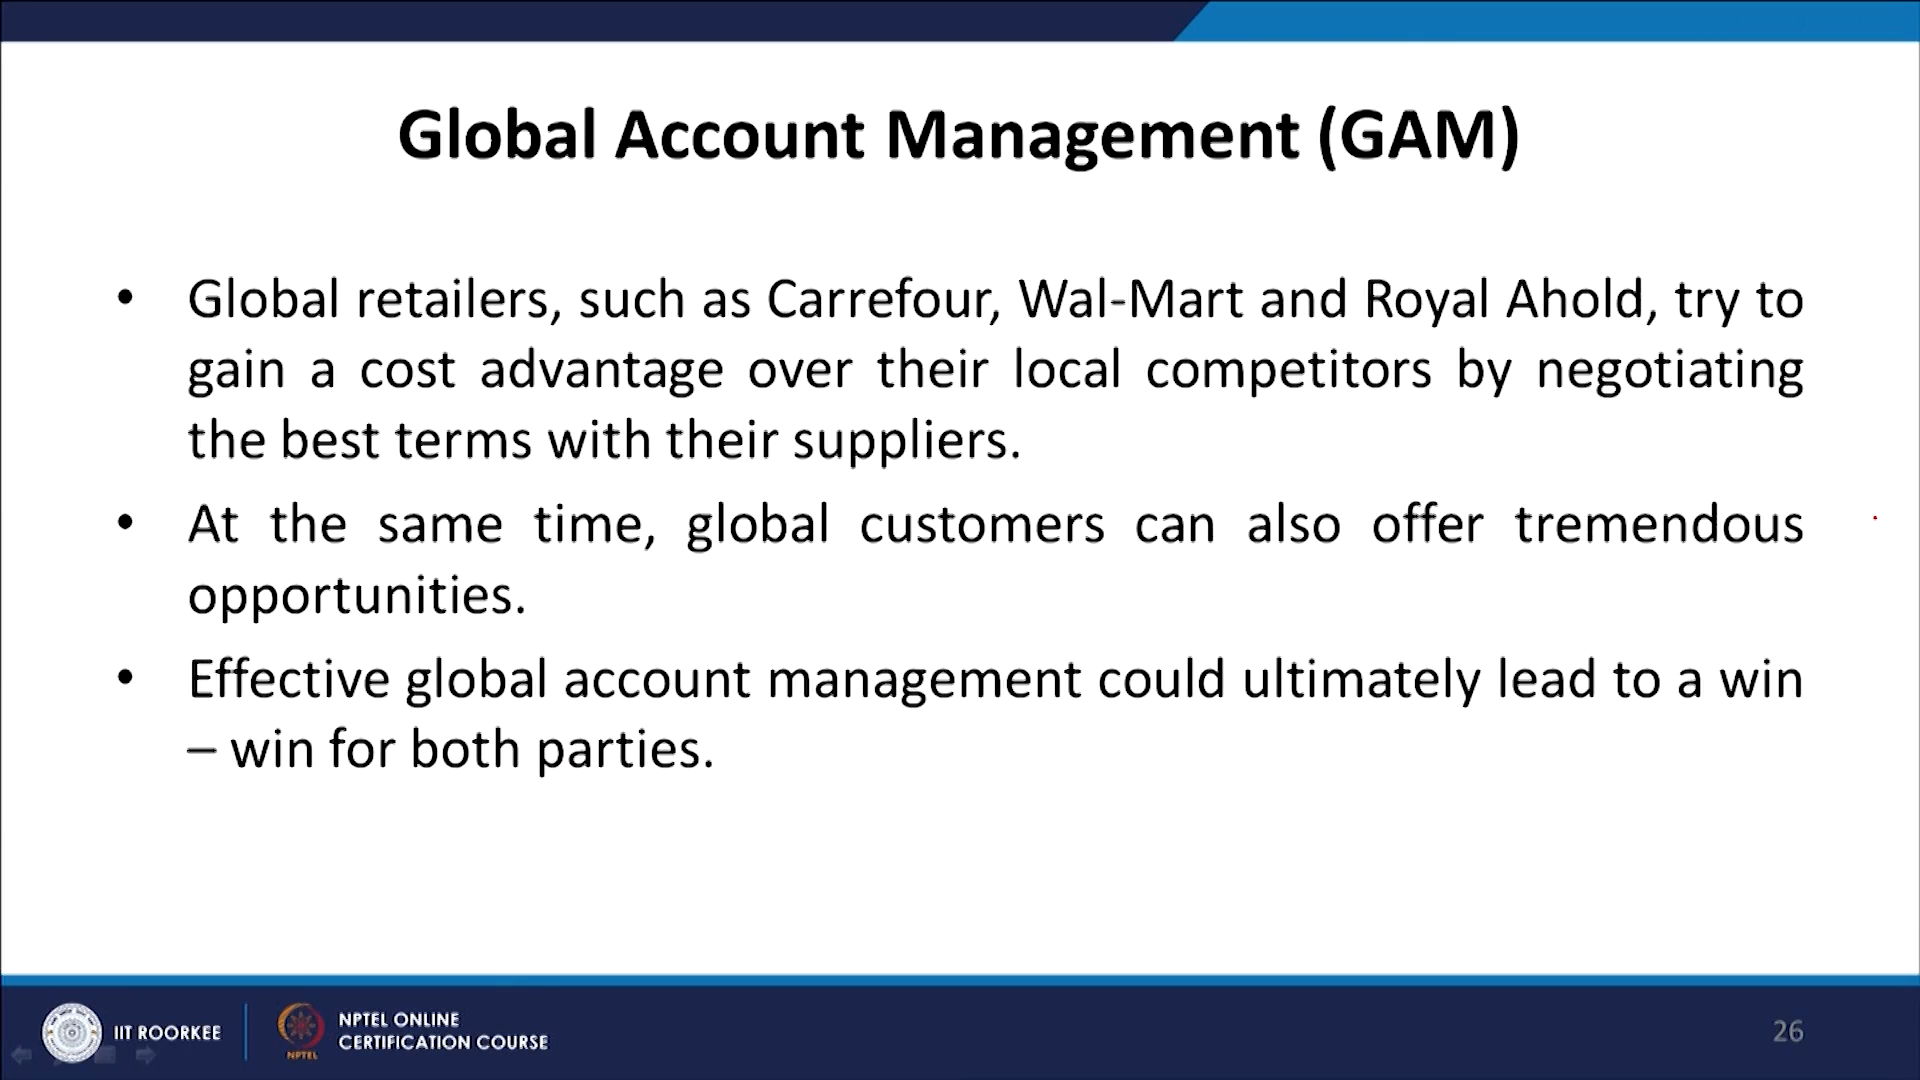 Global Account Management (GAM)
• Global retailers, such as Carrefour, Wal-Mart and Royal Ahold, try to
gain a cost advantage over their local competitors by negotiating
the best terms with their suppliers.
• At the same time, global customers can also offer tremendous
opportunities.
• Effective global account management could ultimately lead to a win
– win for both parties.
IIT ROORKEE
NPTEL
NPTEL ONLINE
CERTIFICATION COURSE
26